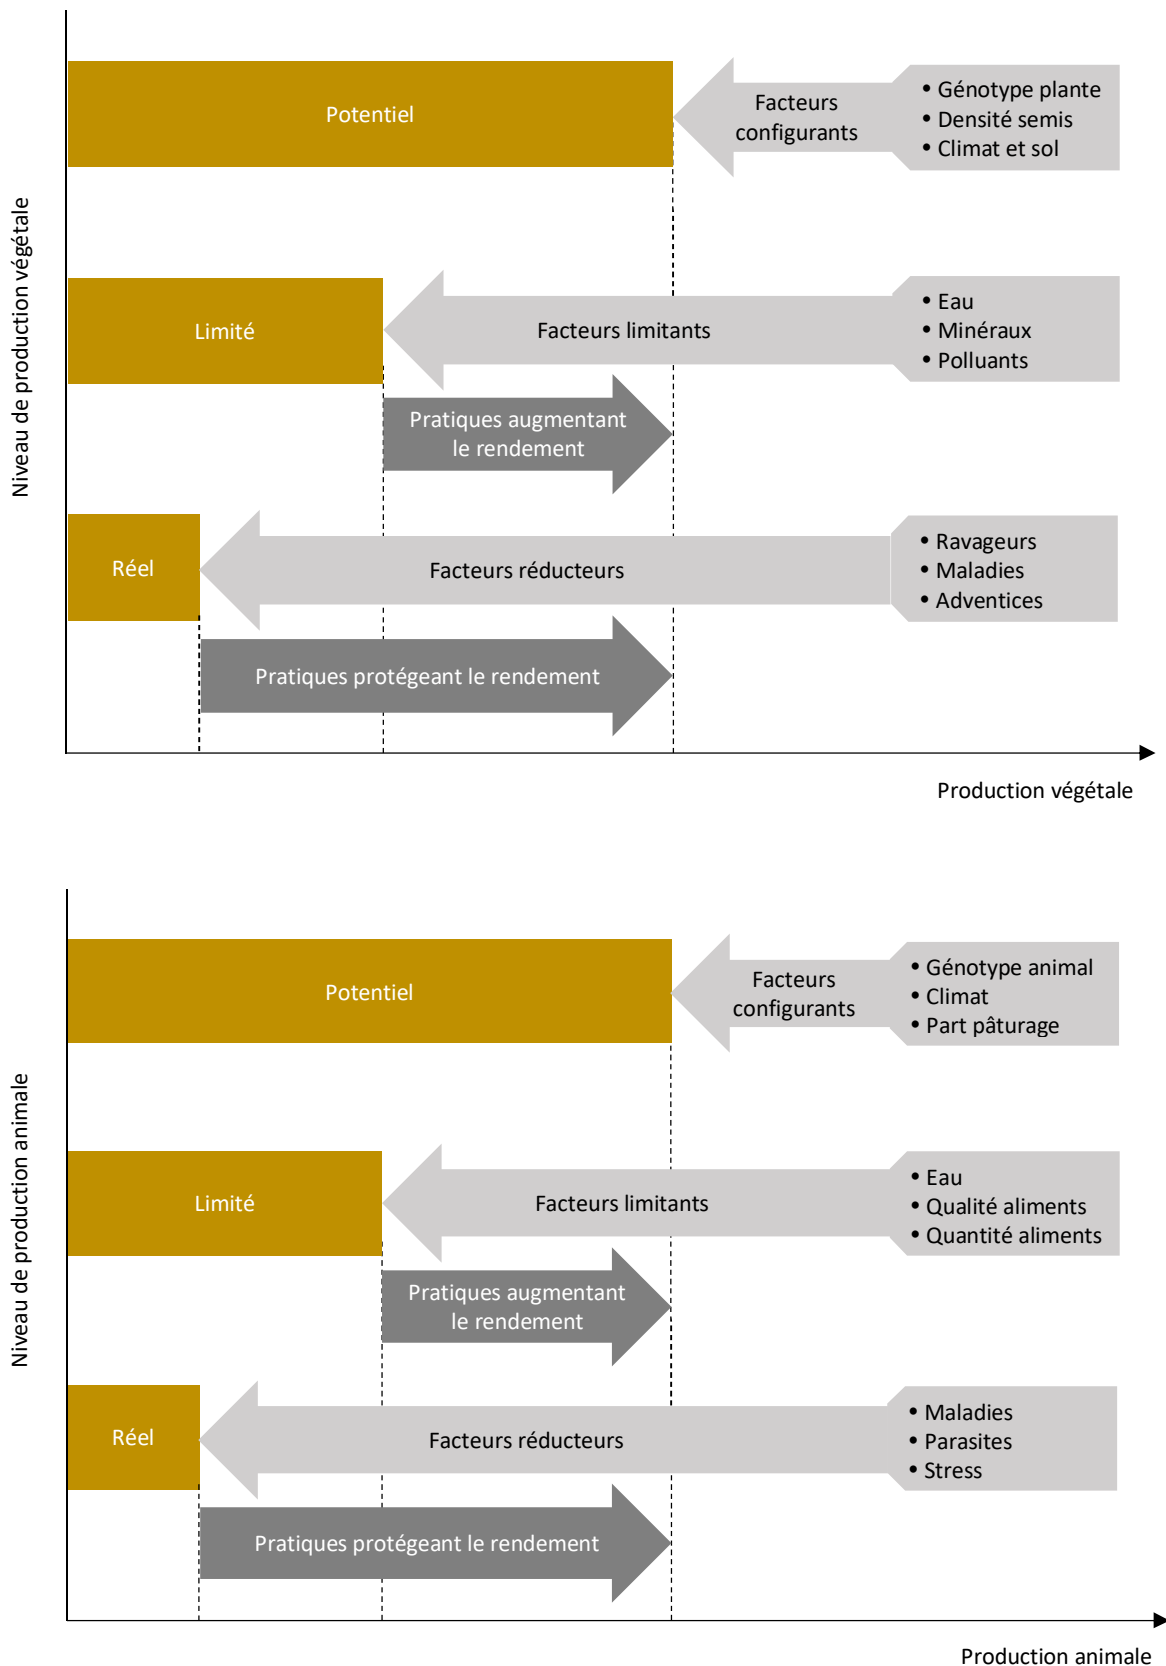 Niveau de production végétale
Potentiel
Facteurs
configurants
• Génotype plante
• Densité semis
• Climat et sol
Limité
Facteurs limitants
• Eau
• Minéraux
• Polluants
Pratiques augmentant
le rendement
Réel
Facteurs réducteurs
• Ravageurs
• Maladies
• Adventices
Pratiques protégeant le rendement
Production végétale
Niveau de production animale
Potentiel
Facteurs
configurants
• Génotype animal
• Climat
• Part pâturage
Limité
Facteurs limitants
• Eau
• Qualité aliments
• Quantité aliments
Pratiques augmentant
le rendement
Réel
Facteurs réducteurs
• Maladies
• Parasites
• Stress
Pratiques protégeant le rendement
Production animale